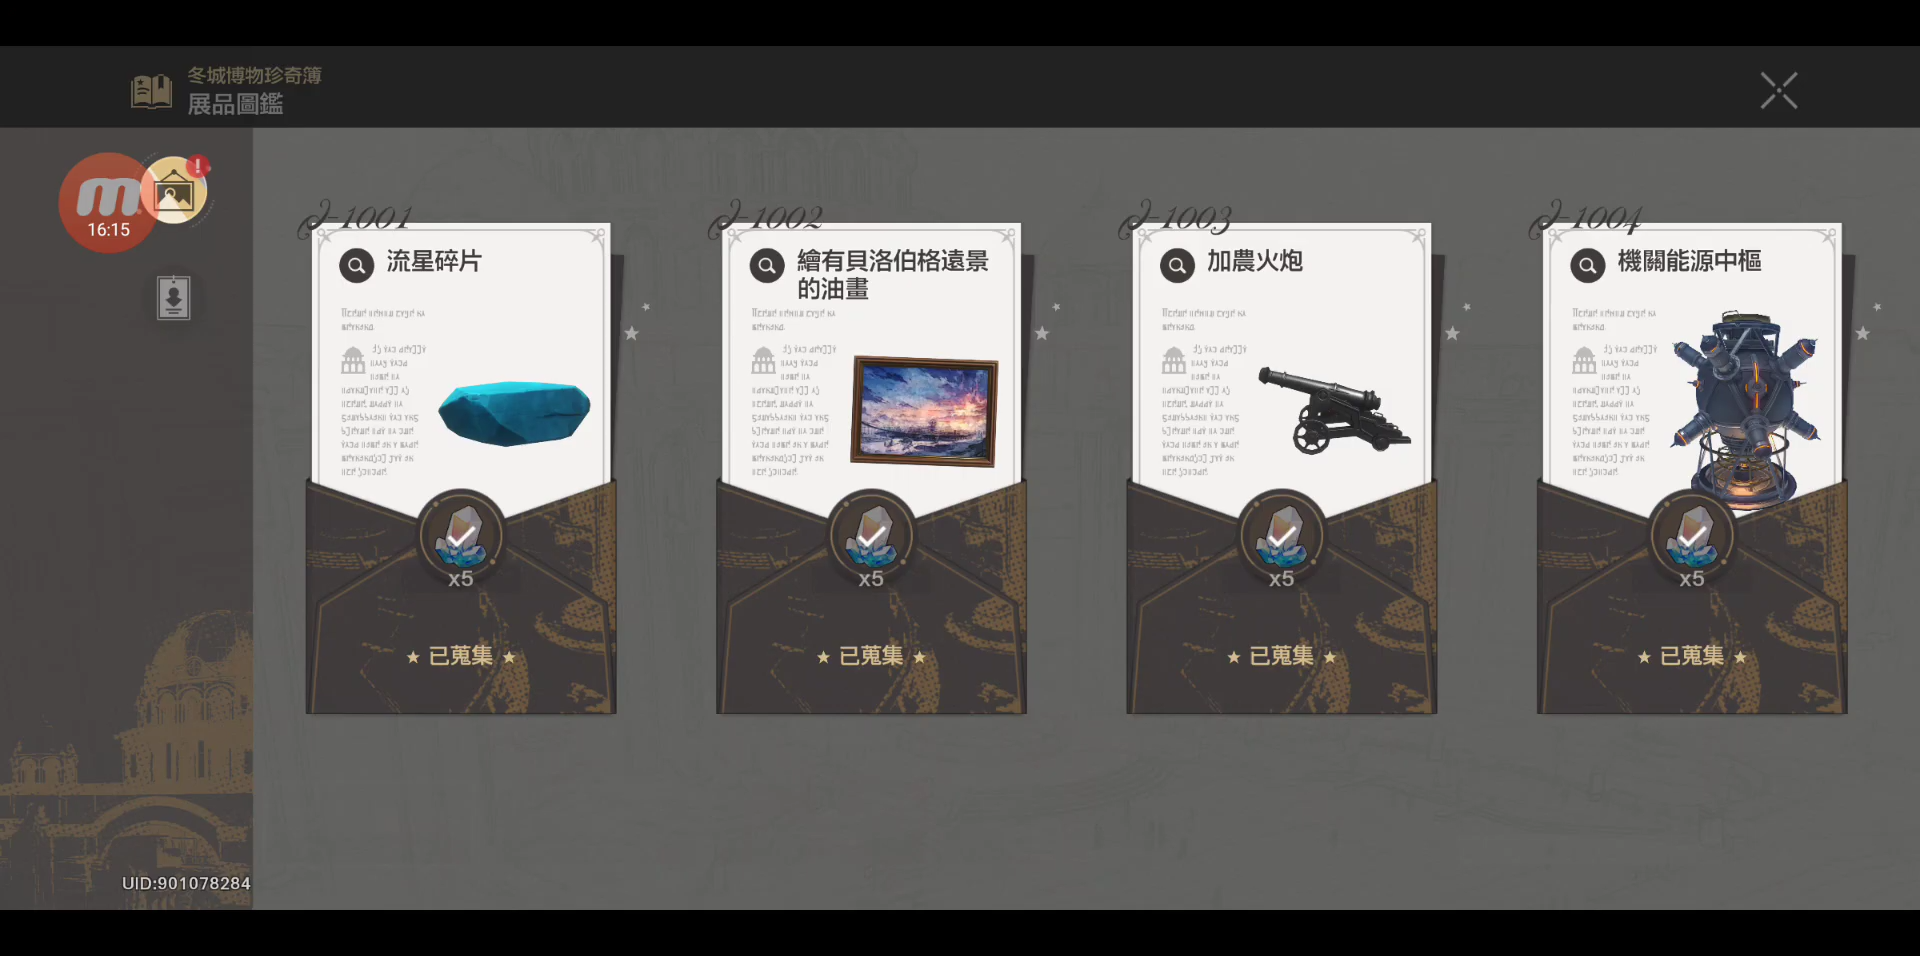 冬城博物珍奇簿
展品圖鑑
m
16:15
J-1001
流星碎片
x5
已蒐集
J-1002
繪有貝洛伯格遠景
的油畫
x5
已蒐集
J-1003
加農火炮
x5
已蒐集
J-1004
機關能源中樞
x5
已蒐集
UID:901078284